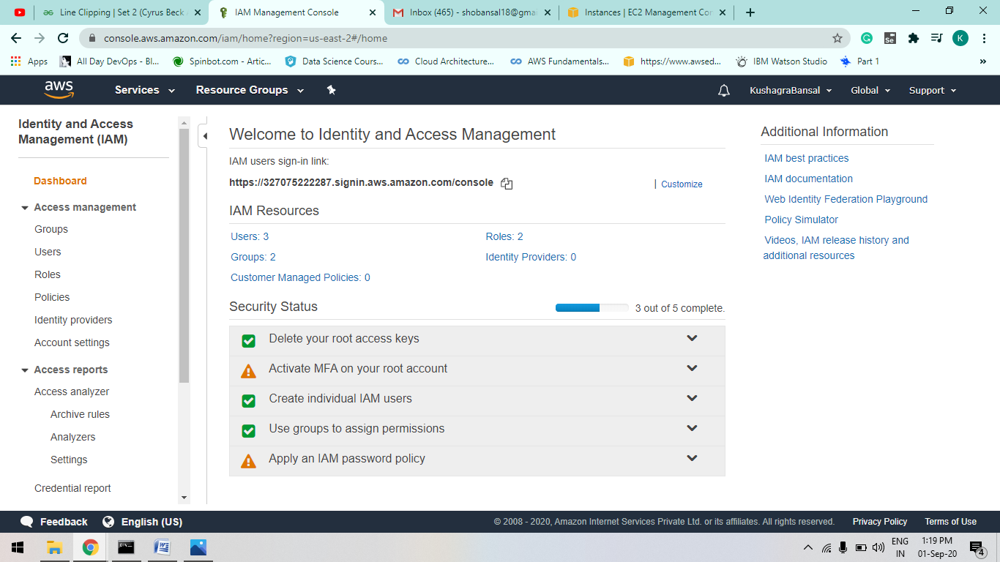 Line Clipping | Set 2 (Cyrus Beck
IAM Management Console
Inbox (465) - shobansal18@gmai
Instances | EC2 Management Con
console.aws.amazon.com/iam/home?region=us-east-2#/home
Se
K
Apps
All Day DevOps - Bl...
Spinbot.com - Artic...
Data Science Cours...
Cloud Architecture...
AWS Fundamentals...
https://www.awsed...
IBM Watson Studio
Part 1
»
aws
Services
Resource Groups
KushagraBansal
Global
Support
Identity and Access
Management (IAM)
Dashboard
Access management
Groups
Users
Roles
Policies
Identity providers
Account settings
Access reports
Access analyzer
Archive rules
Analyzers
Settings
Credential report
Welcome to Identity and Access Management
IAM users sign-in link:
https://327075222287.signin.aws.amazon.com/console
| Customize
IAM Resources
Users: 3
Roles: 2
Groups: 2
Identity Providers: 0
Customer Managed Policies: 0
Security Status
3 out of 5 complete.
Delete your root access keys
Activate MFA on your root account
Create individual IAM users
Use groups to assign permissions
Apply an IAM password policy
Additional Information
IAM best practices
IAM documentation
Web Identity Federation Playground
Policy Simulator
Videos, IAM release history and
additional resources
Feedback
English (US)
© 2008 - 2020, Amazon Internet Services Private Ltd. or its affiliates. All rights reserved.
Privacy Policy
Terms of Use
ENG
IN
1:19 PM
01-Sep-20
4